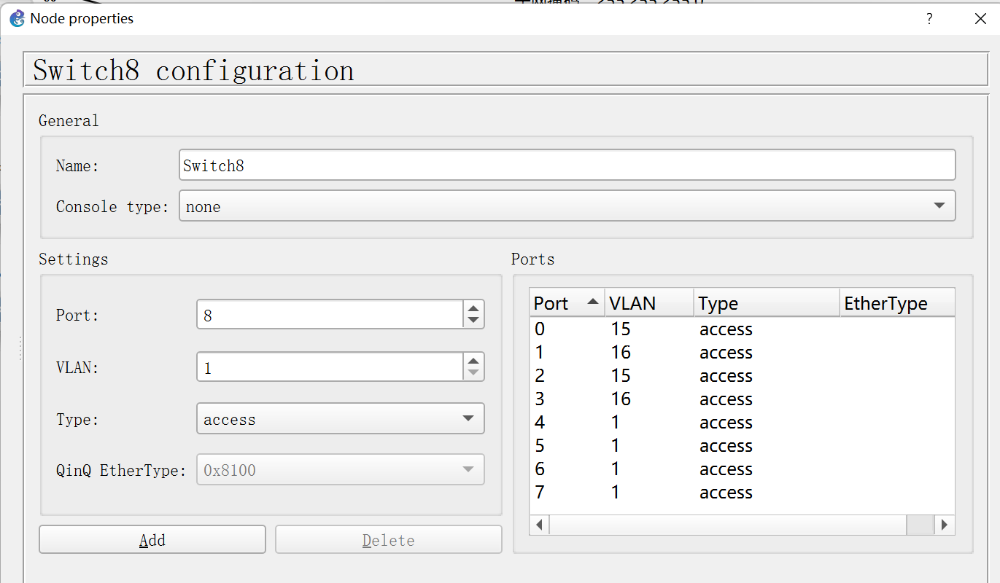 Node properties
?
Switch8 configuration
General
Name: Switch8
Console type: none
Settings
Port: 8
VLAN: 1
Type: access
QinQ EtherType: 0x8100
Add Delete
Ports
Port VLAN Type EtherType
0 15 access
1 16 access
2 15 access
3 16 access
4 1 access
5 1 access
6 1 access
7 1 access